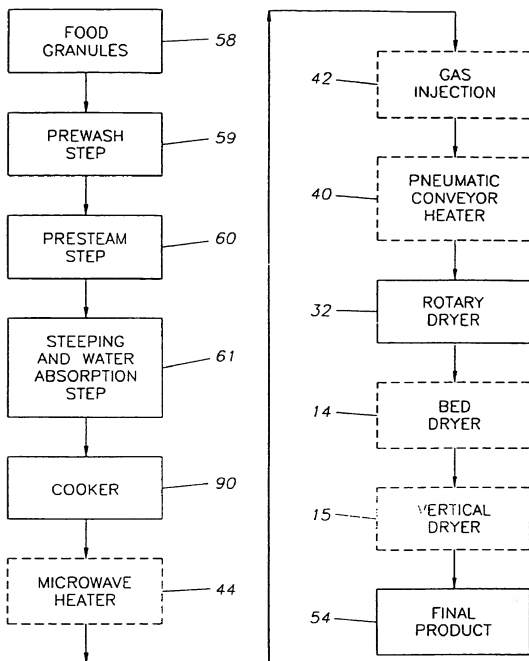 FOOD
GRANULES
58
PREWASH
STEP
59
PRESTEAM
STEP
60
STEEPING
AND WATER
ABSORPTION
STEP
61
COOKER
90
MICROWAVE
HEATER
44
42
GAS
INJECTION
40
PNEUMATIC
CONVEYOR
HEATER
32
ROTARY
DRYER
14
BED
DRYER
15
VERTICAL
DRYER
54
FINAL
PRODUCT